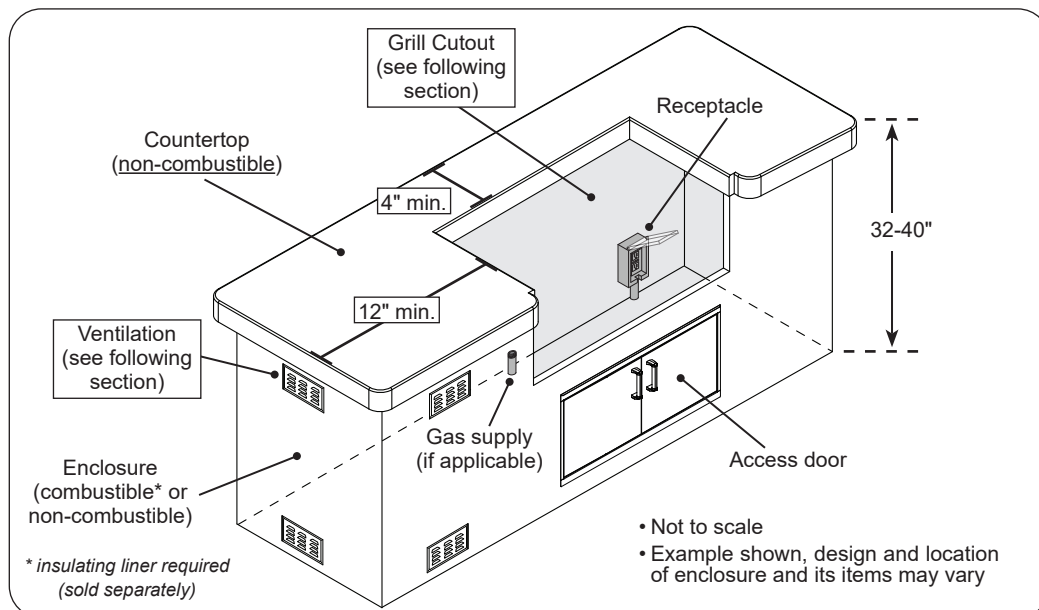 Grill Cutout
(see following
section)
Receptacle
Countertop
(non-combustible)
4" min.
32-40"
12" min.
Ventilation
(see following
section)
Gas supply
(if applicable)
Access door
Enclosure
(combustible* or
non-combustible)
* insulating liner required
(sold separately)
• Not to scale
• Example shown, design and location
of enclosure and its items may vary